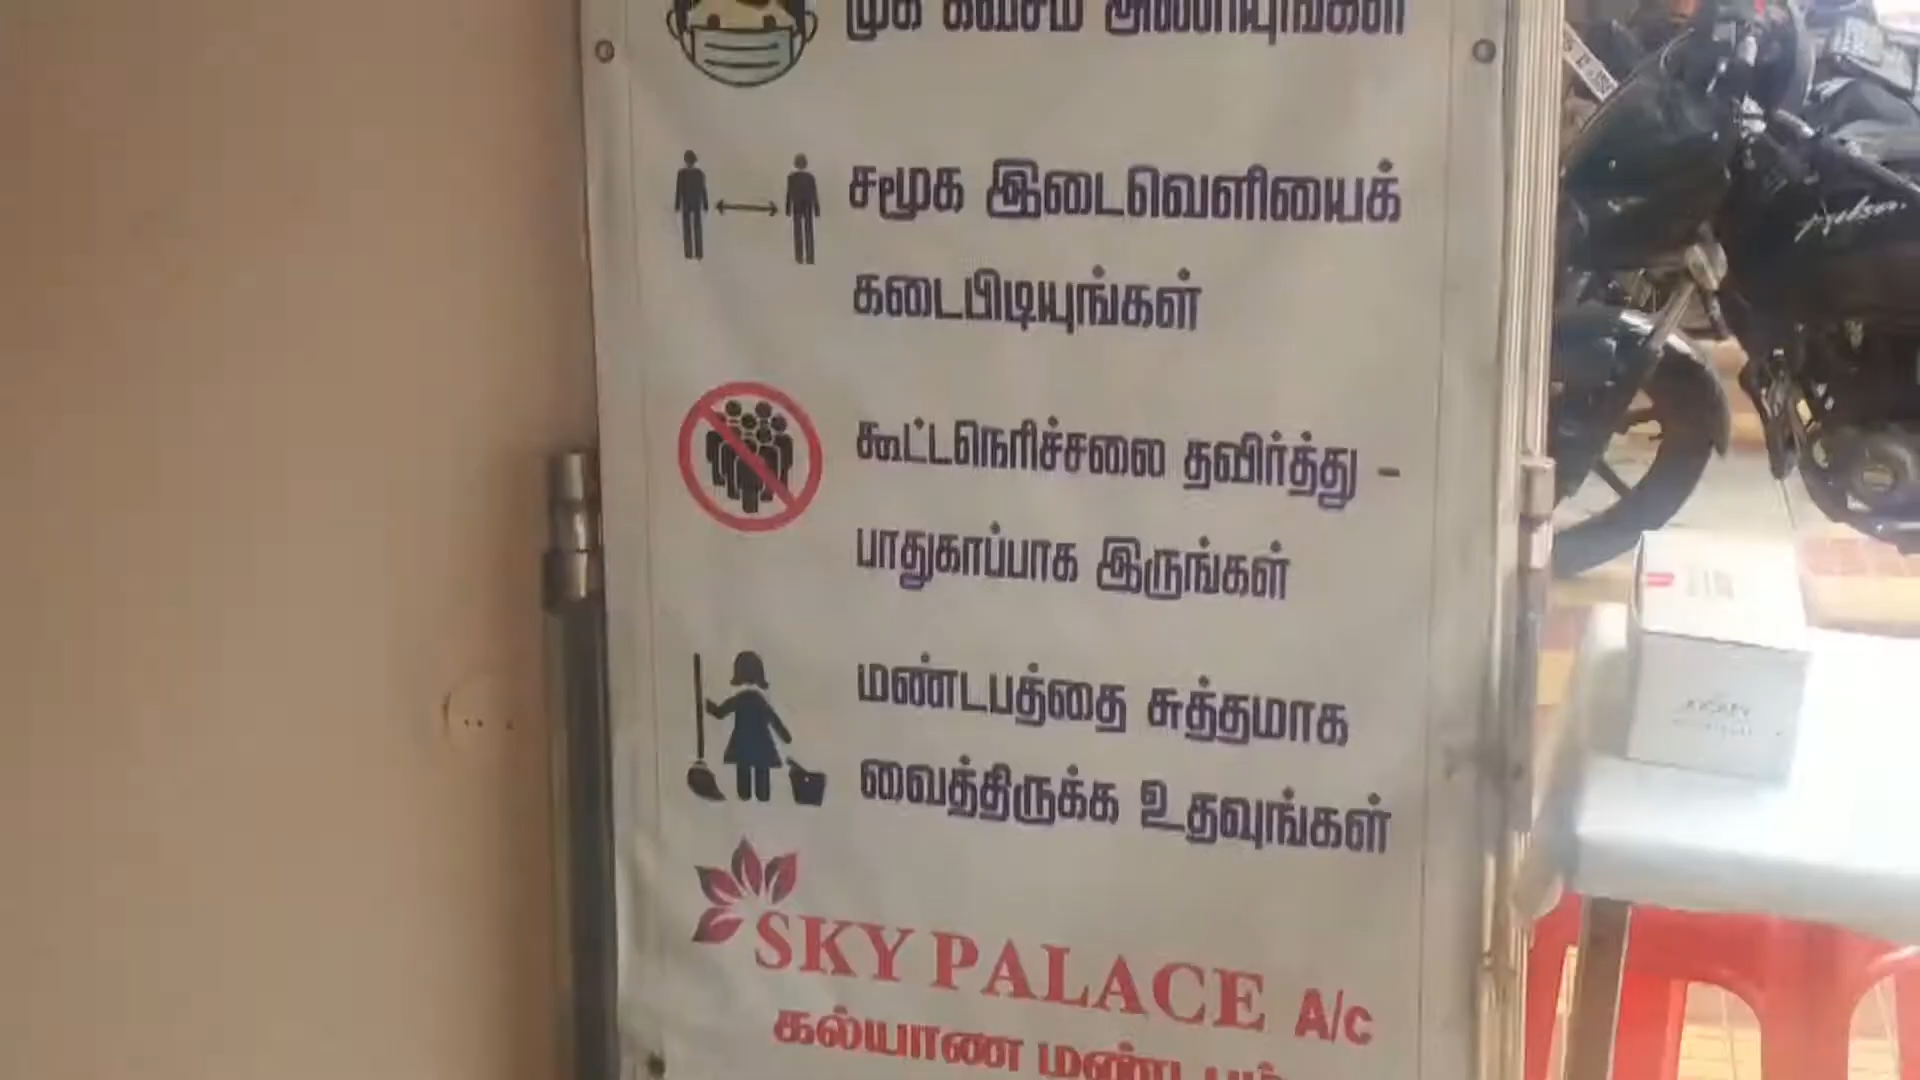 முக கவசம் அணியுங்கள்
சமூக இடைவெளியைக்
கடைபிடியுங்கள்
கூட்டநெரிச்சலை தவிர்த்து -
பாதுகாப்பாக இருங்கள்
மண்டபத்தை சுத்தமாக
வைத்திருக்க உதவுங்கள்
SKY PALACE A/c
கல்யாண மண்டபம்
Pulsar